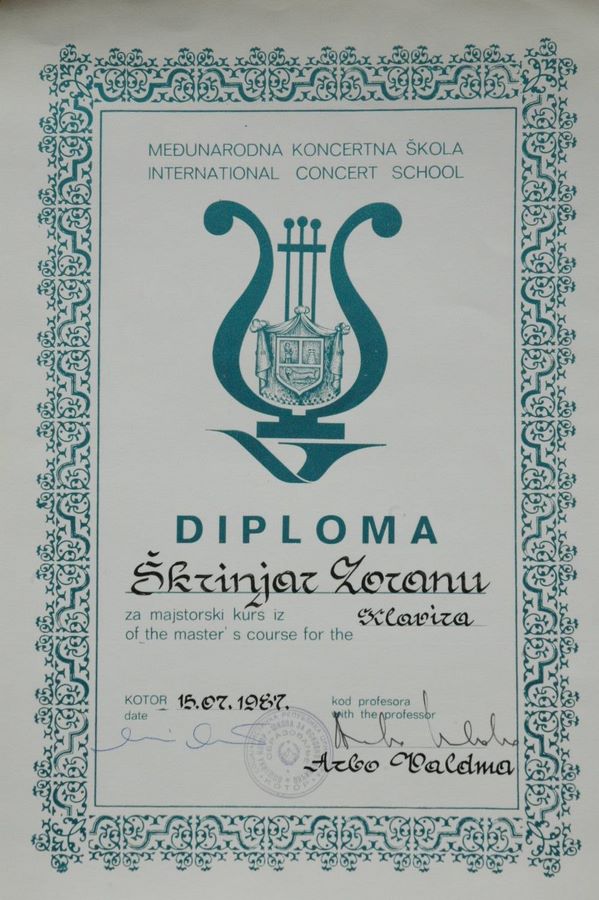 MEĐUNARODNA KONCERTNA ŠKOLA
INTERNATIONAL CONCERT SCHOOL
DIPLOMA
Škrinjar Zoranu
za majstorski kurs iz Klavira
of the master's course for the
KOTOR 15.07.1987. kod profesora
date with the professor
Arbo Valdma